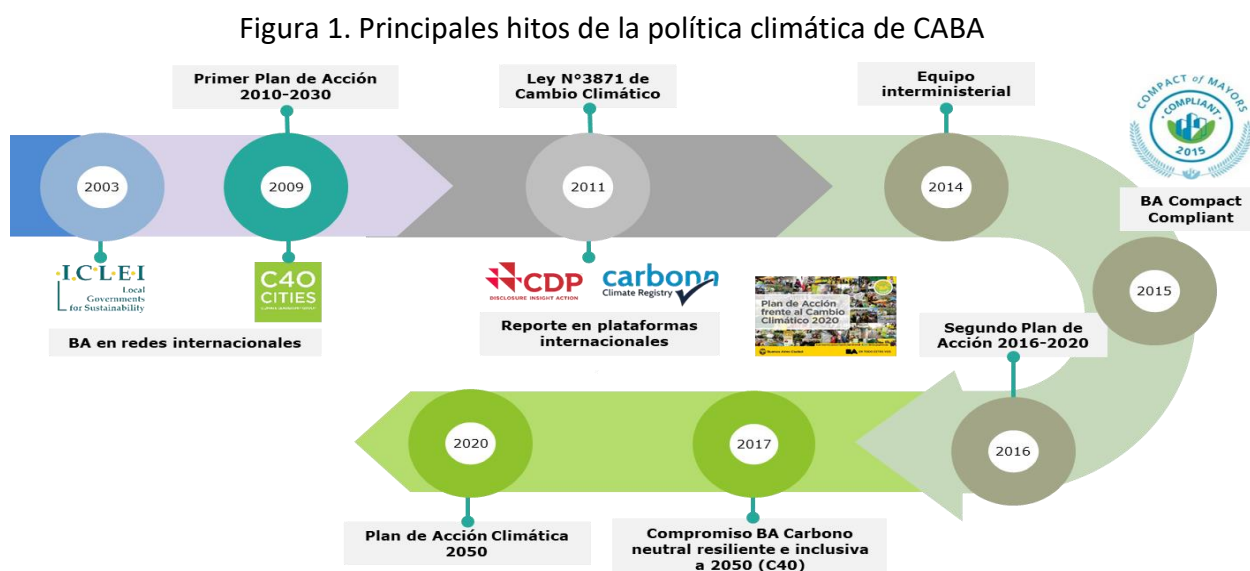 Figura 1. Principales hitos de la política climática de CABA
Primer Plan de Acción
2010-2030
Ley N°3871 de
Cambio Climático
Equipo
interministerial
COMPACT of MAYORS
COMPLIANT
2015
2003
2009
2011
2014
BA Compact
Compliant
I.C.L.E.I
Local
Governments
for Sustainability
C40
CITIES
CDP
DISCLOSURE INSIGHT ACTION
carbonn
Climate Registry
Plan de Acción
frente al Cambio
Climático 2020
Buenos Aires Ciudad
2015
BA en redes internacionales
Reporte en plataformas
internacionales
Segundo Plan de
Acción 2016-2020
2020
2017
2016
Plan de Acción Climática
2050
Compromiso BA Carbono
neutral resiliente e inclusiva
a 2050 (C40)